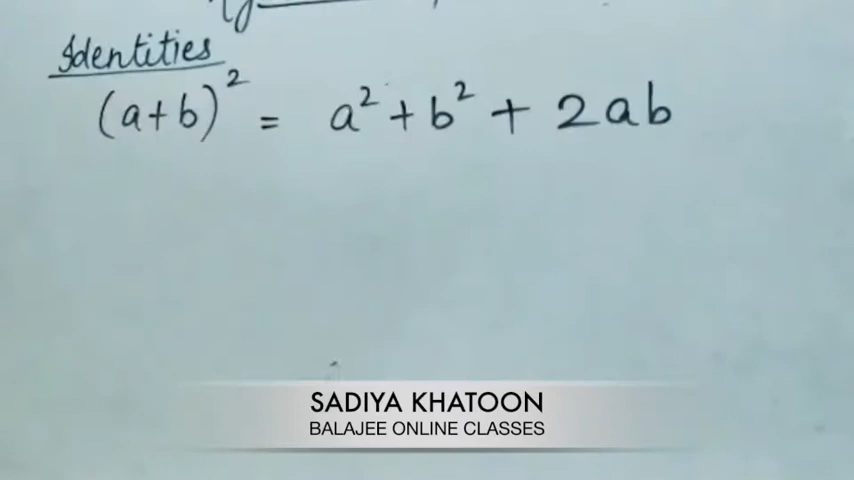 Identities
(a+b)² = a² + b² + 2ab
SADIYA KHATOON
BALAJEE ONLINE CLASSES